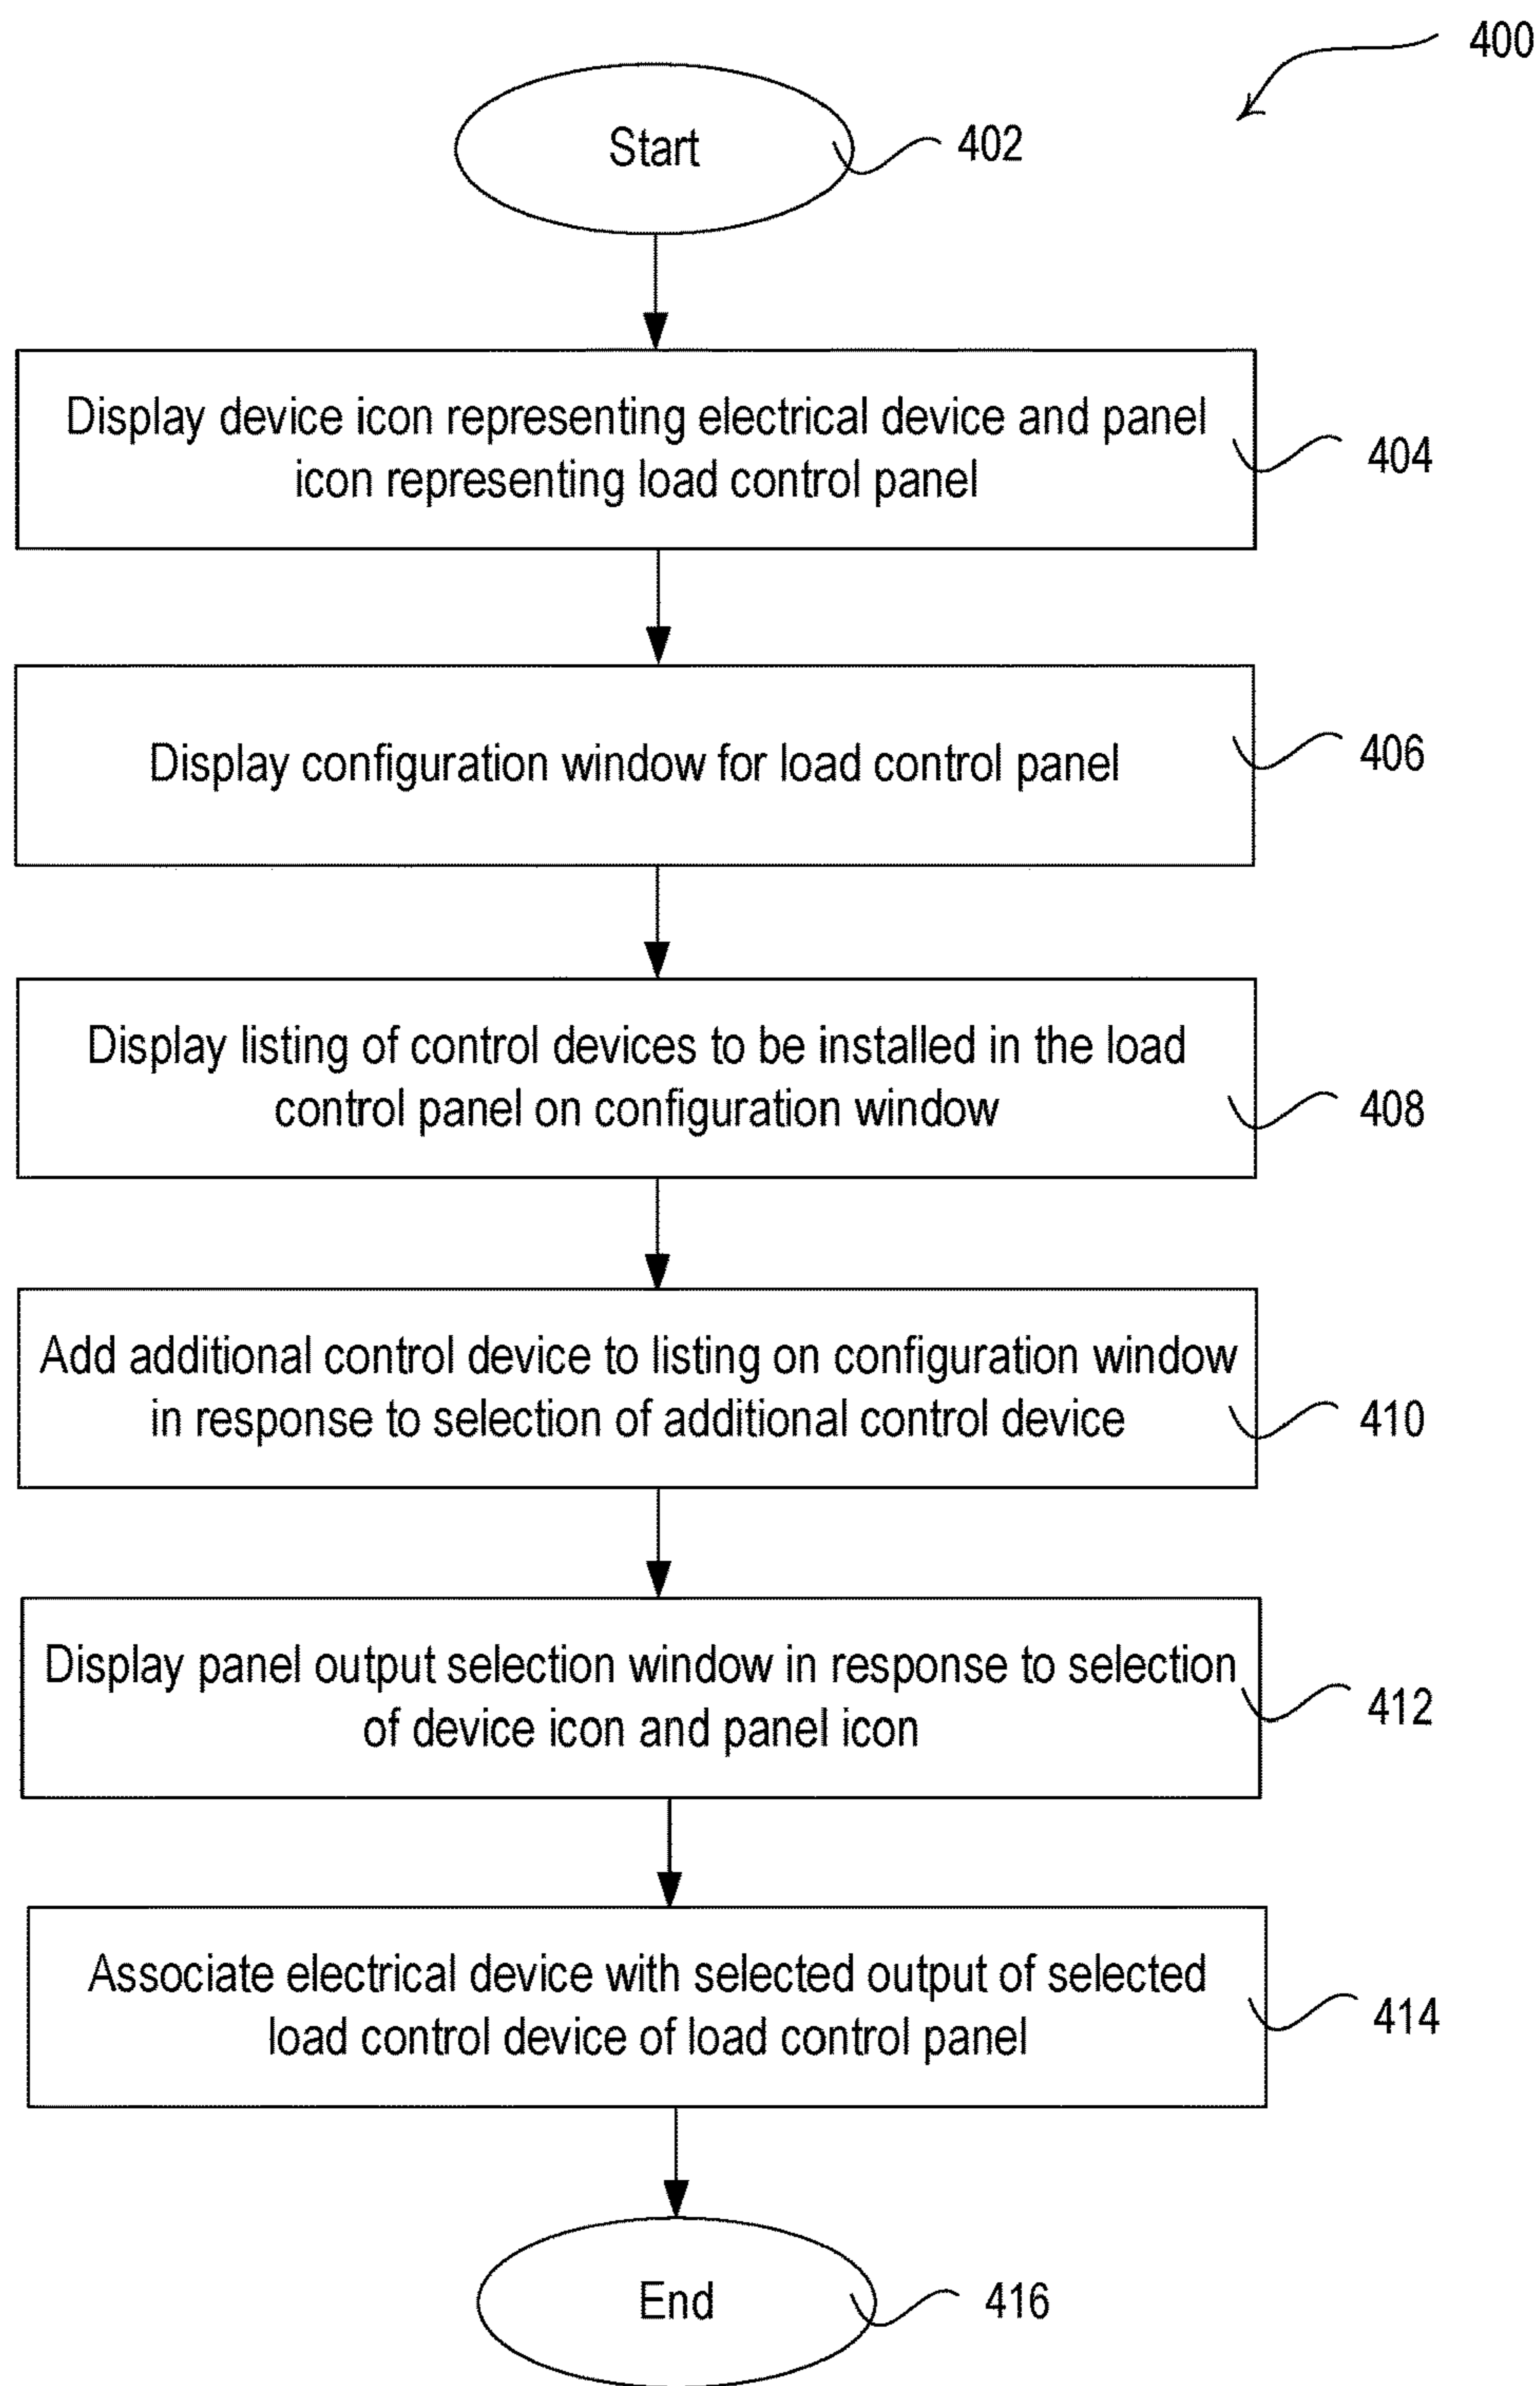 400
Start
402
Display device icon representing electrical device and panel
icon representing load control panel
404
Display configuration window for load control panel
406
Display listing of control devices to be installed in the load
control panel on configuration window
408
Add additional control device to listing on configuration window
in response to selection of additional control device
410
Display panel output selection window in response to selection
of device icon and panel icon
412
Associate electrical device with selected output of selected
load control device of load control panel
414
End
416